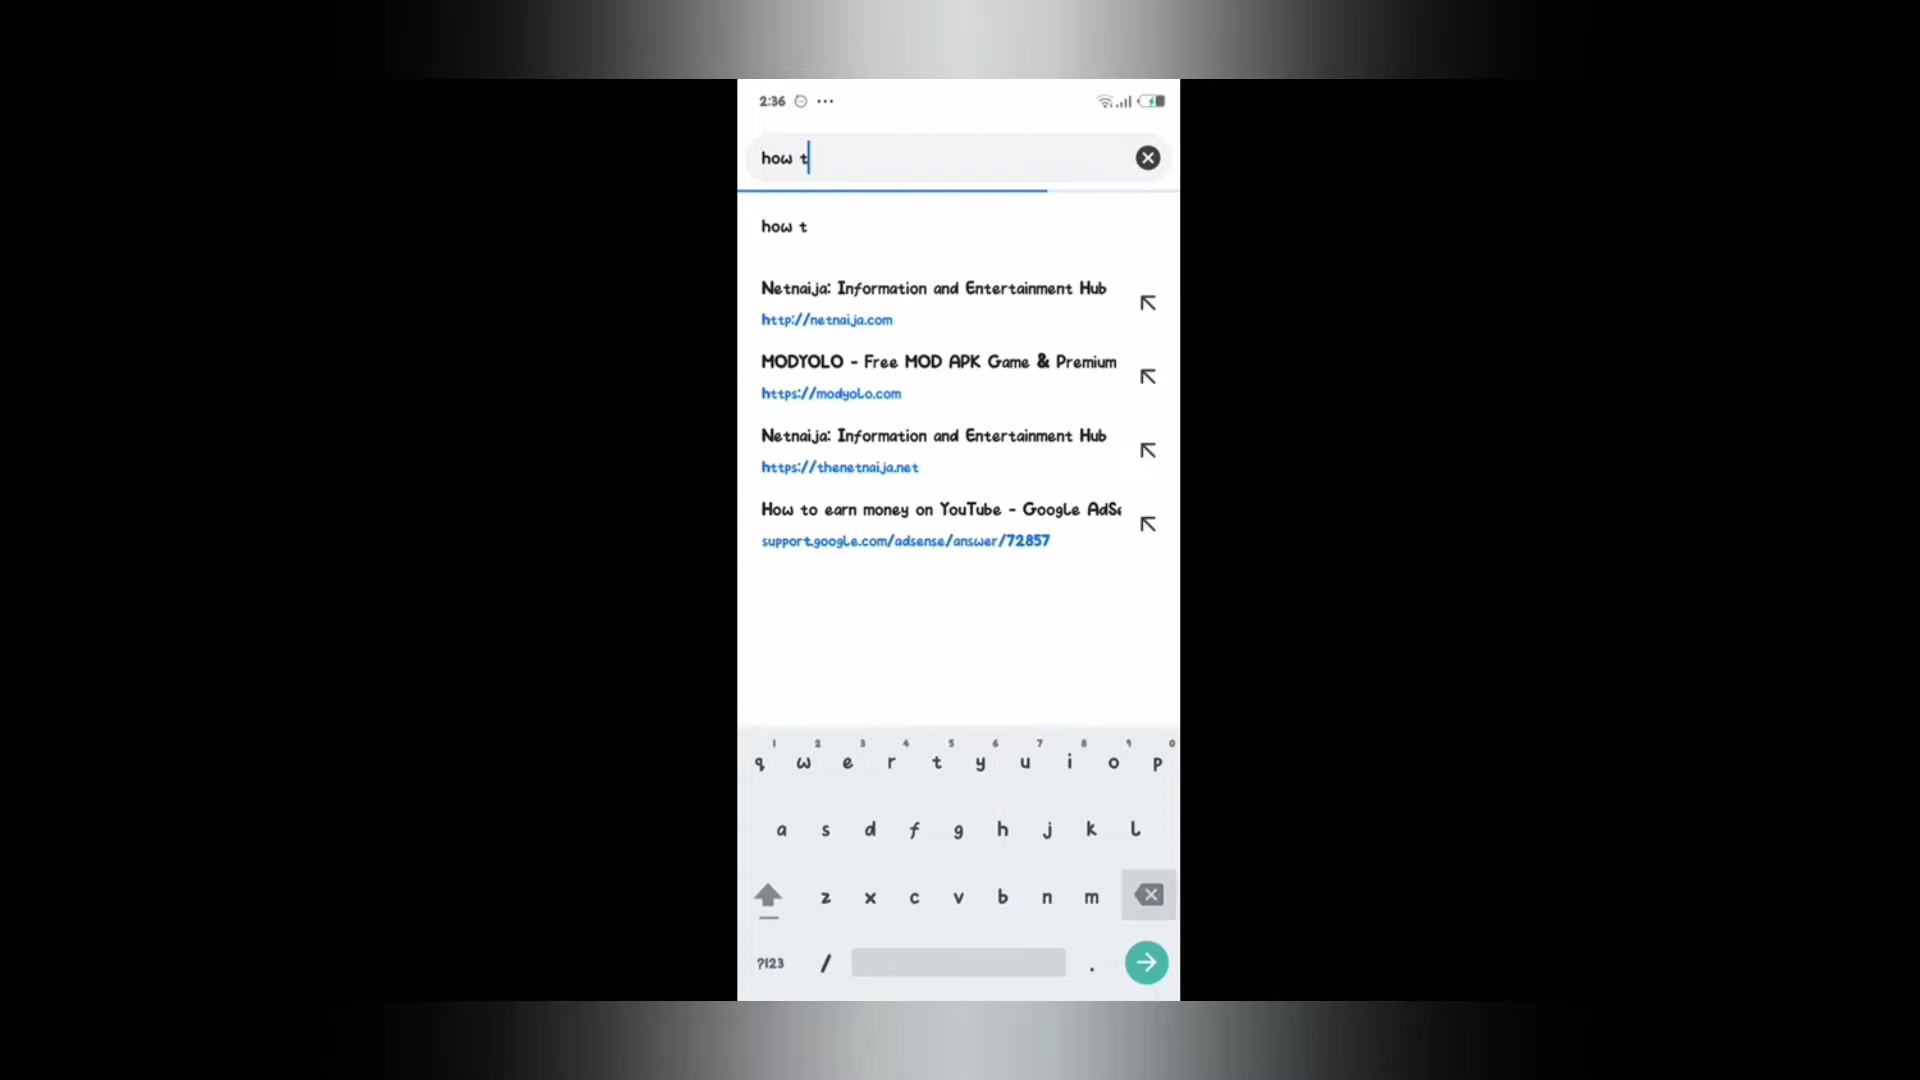 2:36
how t
how t
Netnaija: Information and Entertainment Hub
http://netnaija.com
MODYOLO - Free MOD APK Game & Premium
https://modyolo.com
Netnaija: Information and Entertainment Hub
https://thenetnaija.net
How to earn money on YouTube - Google AdSe
support.google.com/adsense/answer/72857
1 2 3 4 5 6 7 8 9 0
q w e r t y u i o p
a s d f g h j k l
z x c v b n m
?123 / .